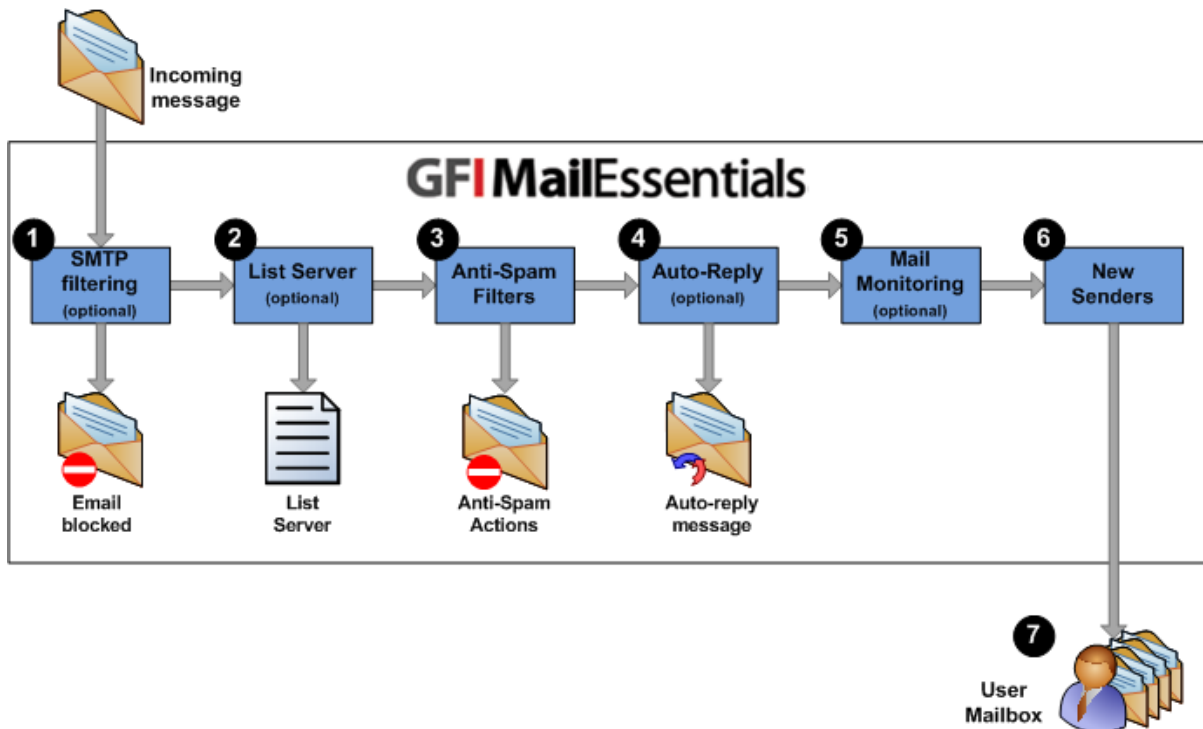 Incoming
message
GFI MailEssentials
1
SMTP
filtering
(optional)
2
List Server
(optional)
3
Anti-Spam
Filters
4
Auto-Reply
(optional)
5
Mail
Monitoring
(optional)
6
New
Senders
Email
blocked
List
Server
Anti-Spam
Actions
Auto-reply
message
7
User
Mailbox